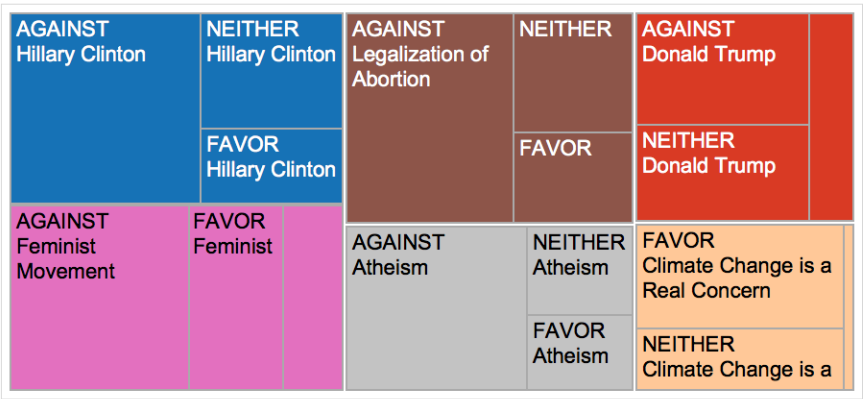 AGAINST
Hillary Clinton
NEITHER
Hillary Clinton
FAVOR
Hillary Clinton
AGAINST
Legalization of
Abortion
NEITHER
FAVOR
AGAINST
Donald Trump
NEITHER
Donald Trump
AGAINST
Feminist
Movement
FAVOR
Feminist
AGAINST
Atheism
NEITHER
Atheism
FAVOR
Atheism
FAVOR
Climate Change is a
Real Concern
NEITHER
Climate Change is a